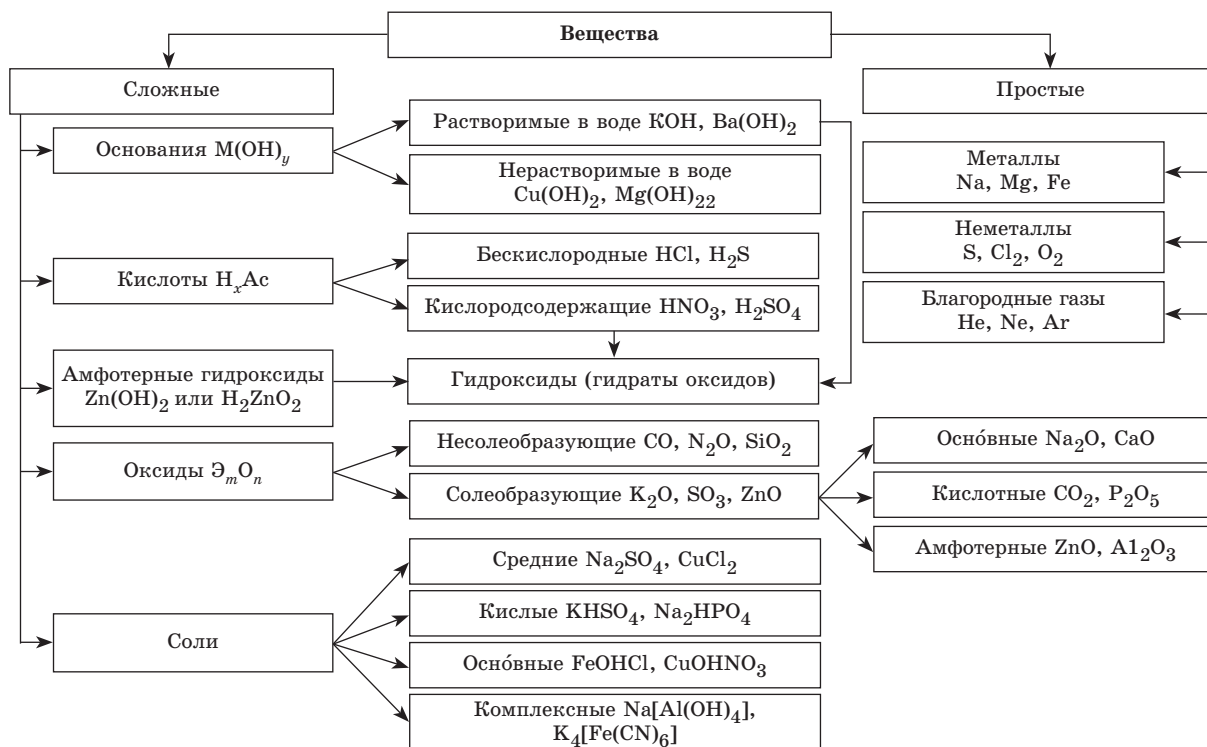 Вещества
Сложные
Простые
Основания М(ОН)y
Растворимые в воде КОН, Ва(ОН)2
Нерастворимые в воде
Cu(OH)2, Mg(OH)22
Металлы
Na, Mg, Fe
Неметаллы
S, Cl2, O2
Благородные газы
He, Ne, Ar
Кислоты HxAc
Бескислородные HCl, H2S
Кислородсодержащие HNO3, H2SO4
Амфотерные гидроксиды
Zn(OH)2 или H2ZnO2
Гидроксиды (гидраты оксидов)
Оксиды ЭmOn
Несолеобразующие CO, N2O, SiO2
Солеобразующие K2O, SO3, ZnO
Осно́вные Na2O, CaO
Кислотные CO2, P2O5
Амфотерные ZnO, A12O3
Соли
Средние Na2SO4, CuCl2
Кислые KHSO4, Na2HPO4
Осно́вные FeOHCl, CuOHNO3
Комплексные Na[Al(OH)4],
K4[Fe(CN)6]